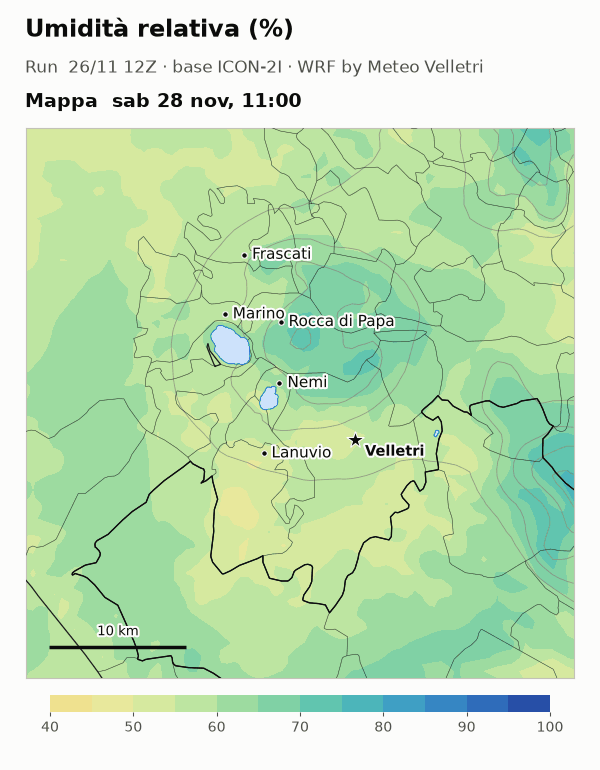 Umidità relativa (%)
Run  26/11 12Z · base ICON-2I · WRF by Meteo Velletri
Mappa  sab 28 nov, 11:00
Frascati
Marino
Rocca di Papa
Nemi
Velletri
Lanuvio
10 km
40 50 60 70 80 90 100